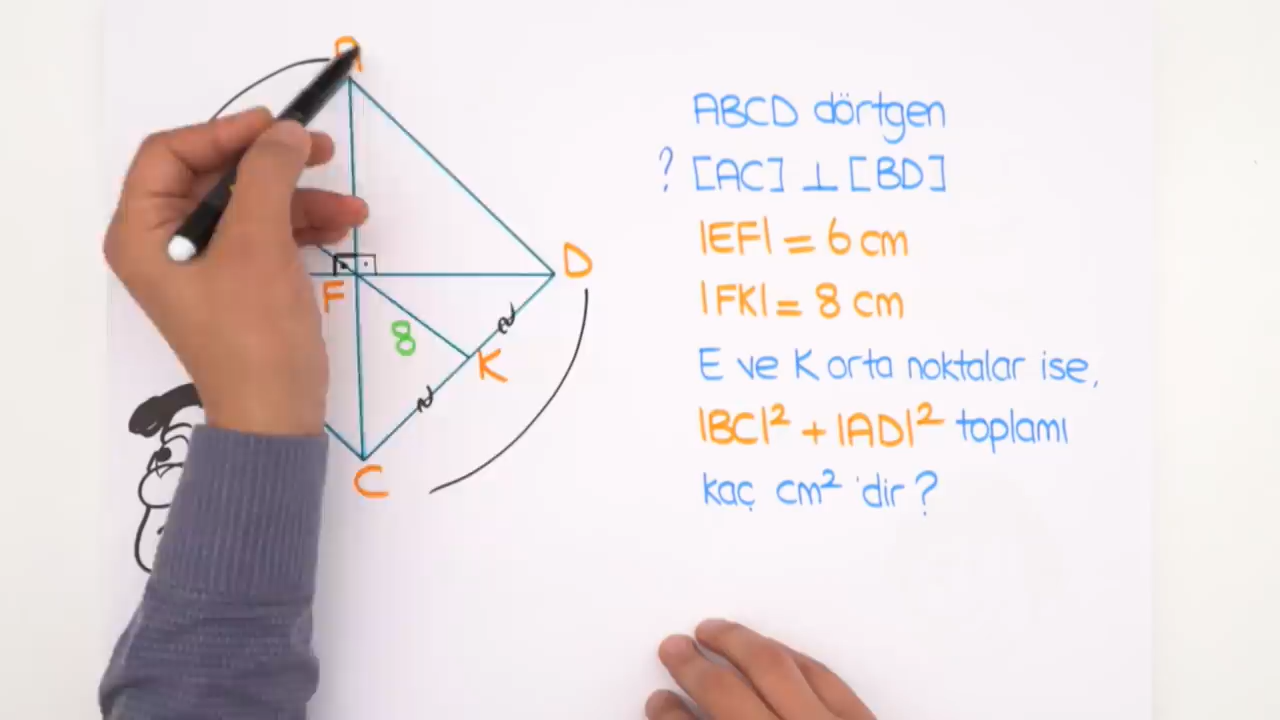 A
D
F
8
K
C
ABCD dörtgen
? [AC] ⊥ [BD]
|EF| = 6 cm
|FK| = 8 cm
E ve K orta noktalar ise,
|BC|² + |AD|² toplamı
kaç cm² 'dir ?